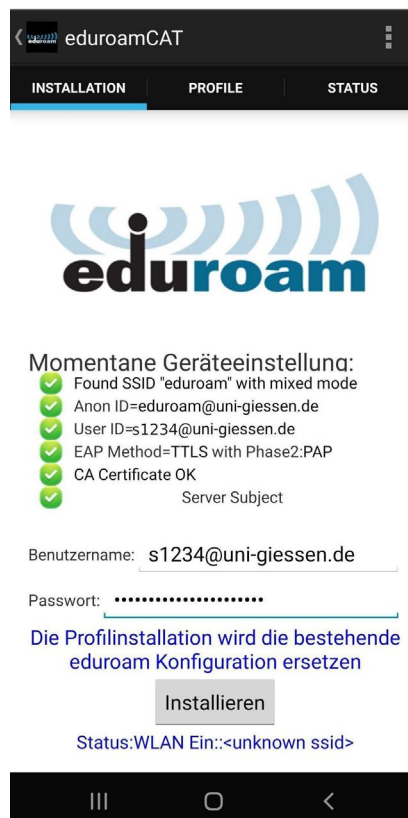 eduroam eduroamCAT
INSTALLATION PROFILE STATUS
eduroam
Momentane Geräteeinstellung:
Found SSID "eduroam" with mixed mode
Anon ID=eduroam@uni-giessen.de
User ID=s1234@uni-giessen.de
EAP Method=TTLS with Phase2:PAP
CA Certificate OK
Server Subject
Benutzername: s1234@uni-giessen.de
Passwort: ••••••••••••••••••••••
Die Profilinstallation wird die bestehende
eduroam Konfiguration ersetzen
Installieren
Status:WLAN Ein::<unknown ssid>